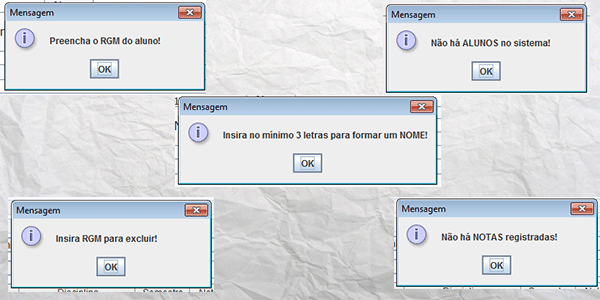 Mensagem
Preencha o RGM do aluno!
OK
Mensagem
Não há ALUNOS no sistema!
OK
Mensagem
Insira no mínimo 3 letras para formar um NOME!
OK
Mensagem
Insira RGM para excluir!
OK
Mensagem
Não há NOTAS registradas!
OK